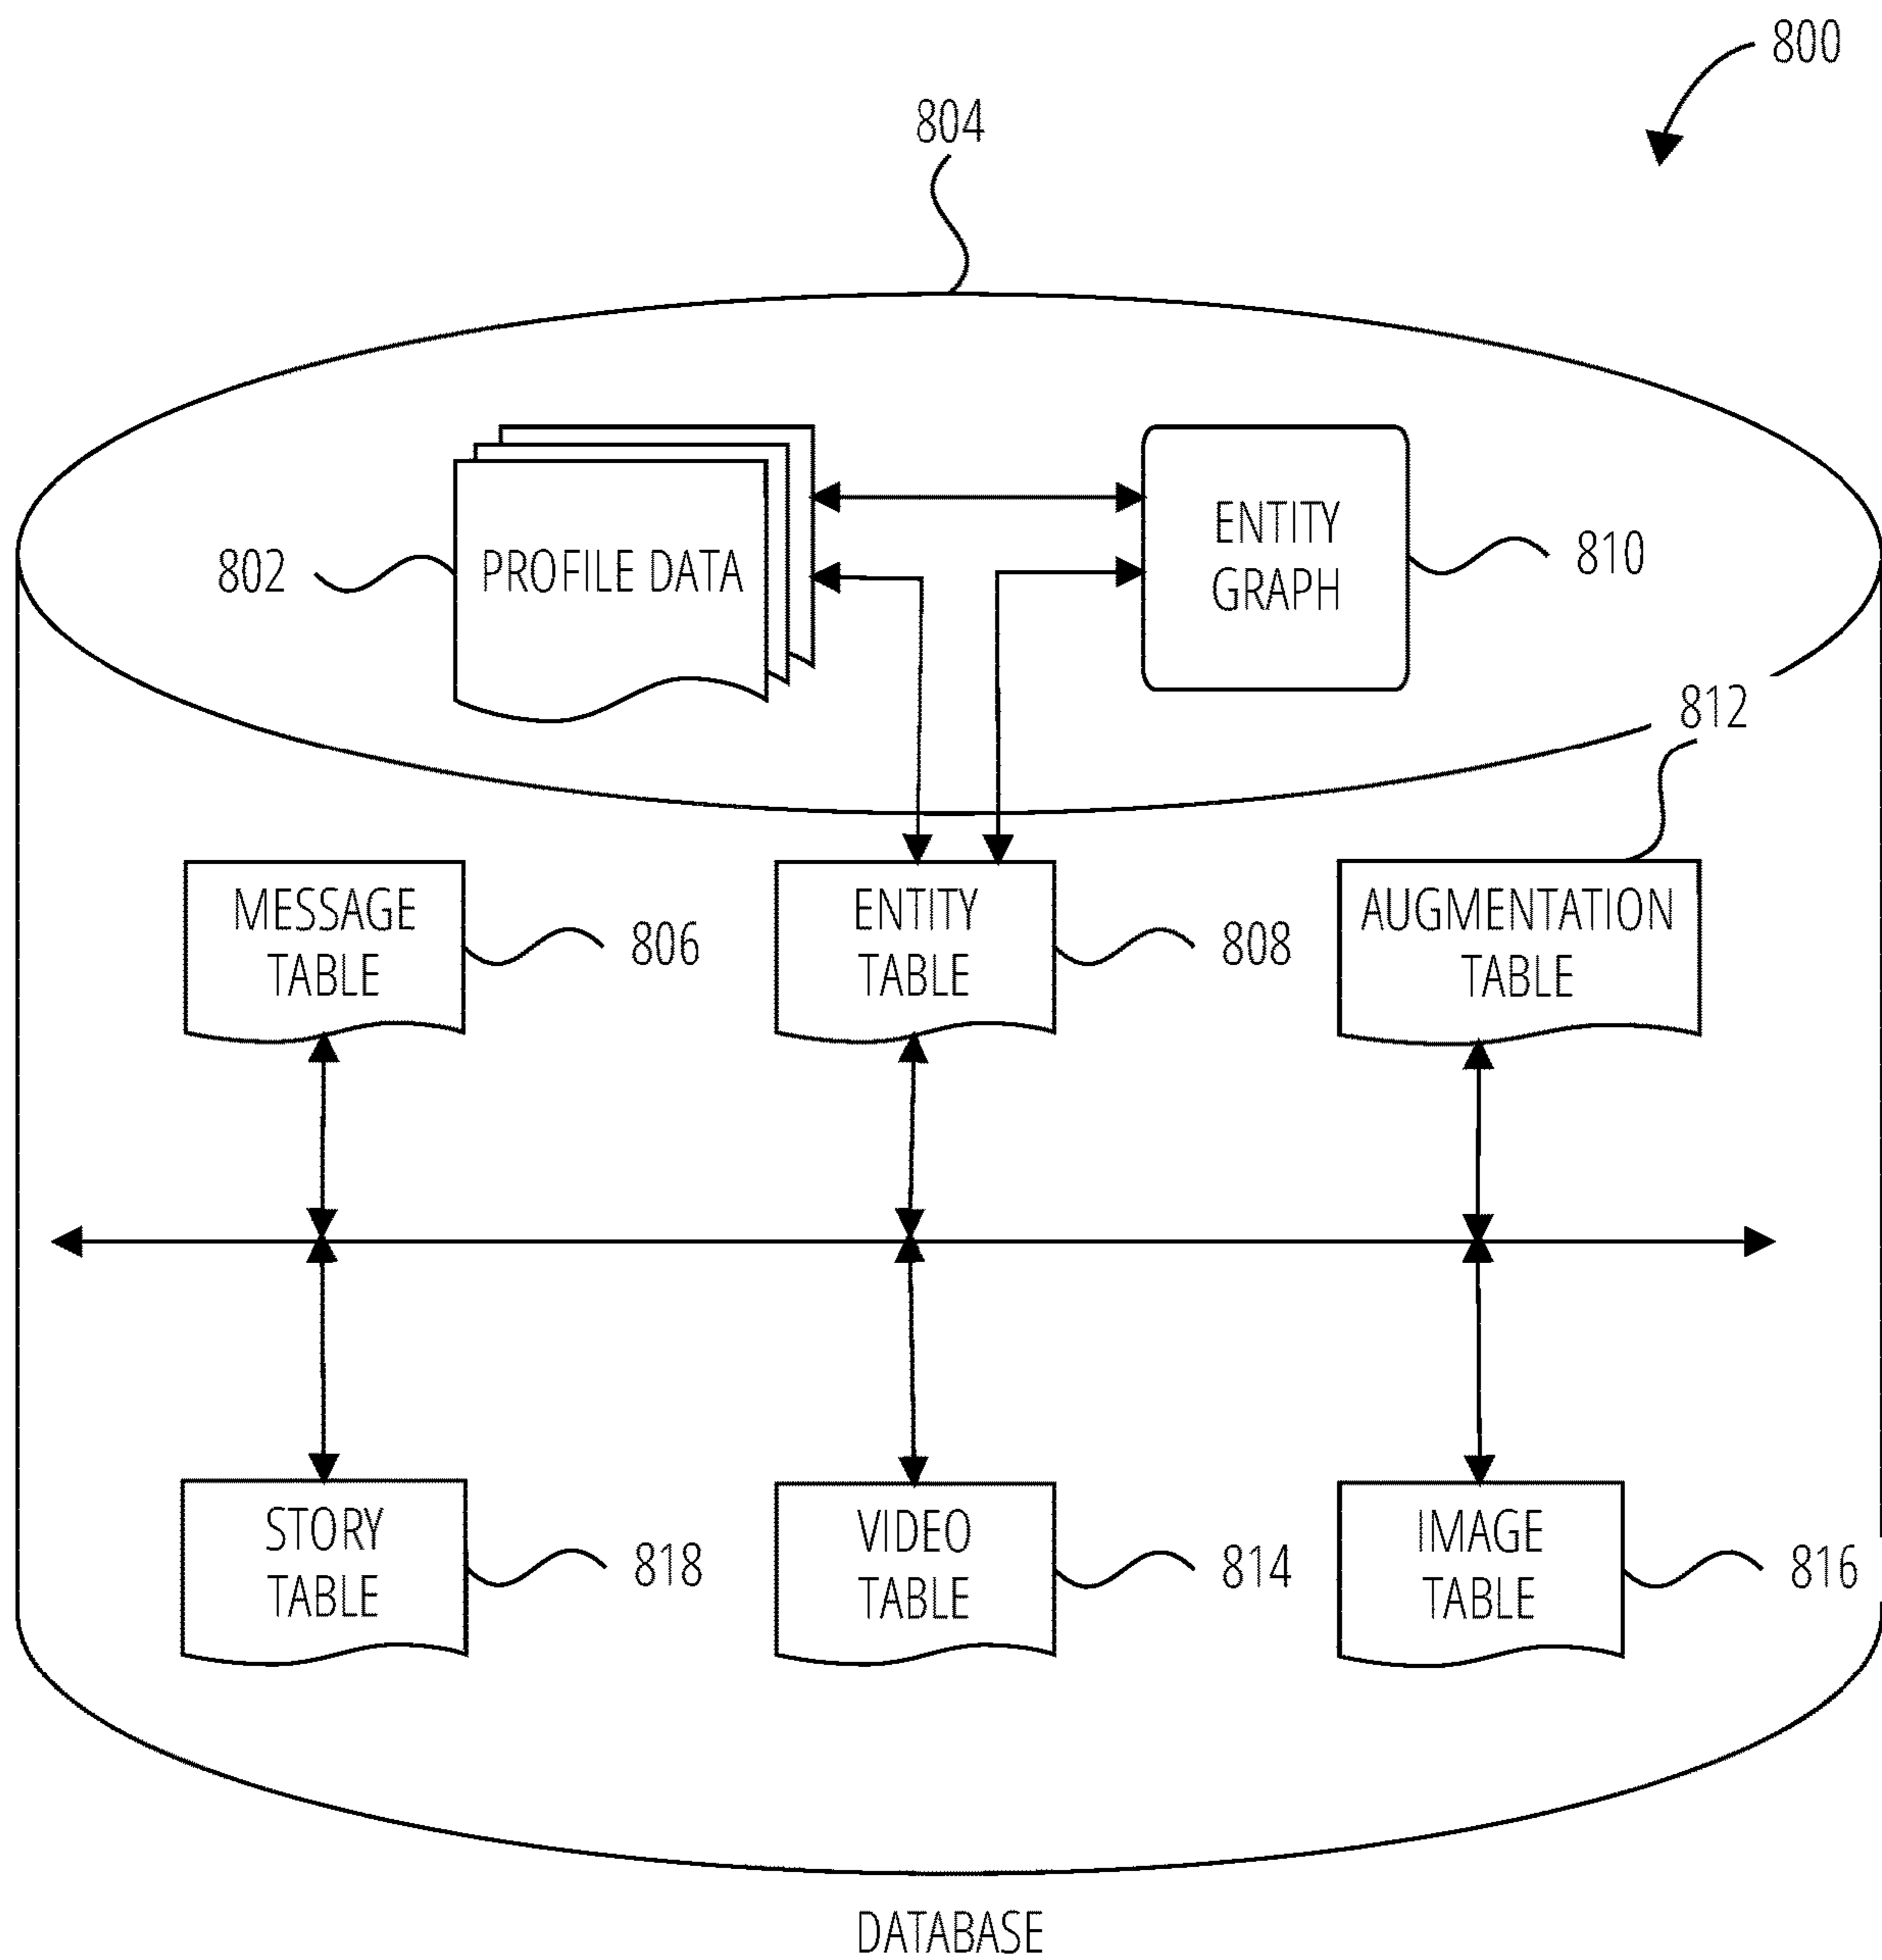 800
804
802
PROFILE DATA
ENTITY
GRAPH
810
812
MESSAGE
TABLE
806
ENTITY
TABLE
808
AUGMENTATION
TABLE
STORY
TABLE
818
VIDEO
TABLE
814
IMAGE
TABLE
816
DATABASE